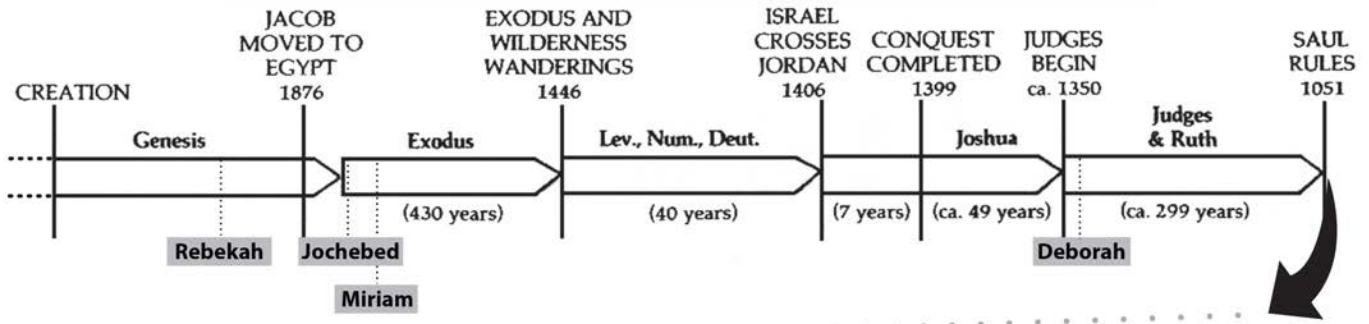 CREATION
JACOB
MOVED TO
EGYPT
1876
EXODUS AND
WILDERNESS
WANDERINGS
1446
ISRAEL
CROSSES
JORDAN
1406
CONQUEST
COMPLETED
1399
JUDGES
BEGIN
ca. 1350
SAUL
RULES
1051
Genesis
Exodus
Lev., Num., Deut.
Joshua
Judges
& Ruth
(430 years)
(40 years)
(7 years)
(ca. 49 years)
(ca. 299 years)
Rebekah
Jochebed
Miriam
Deborah